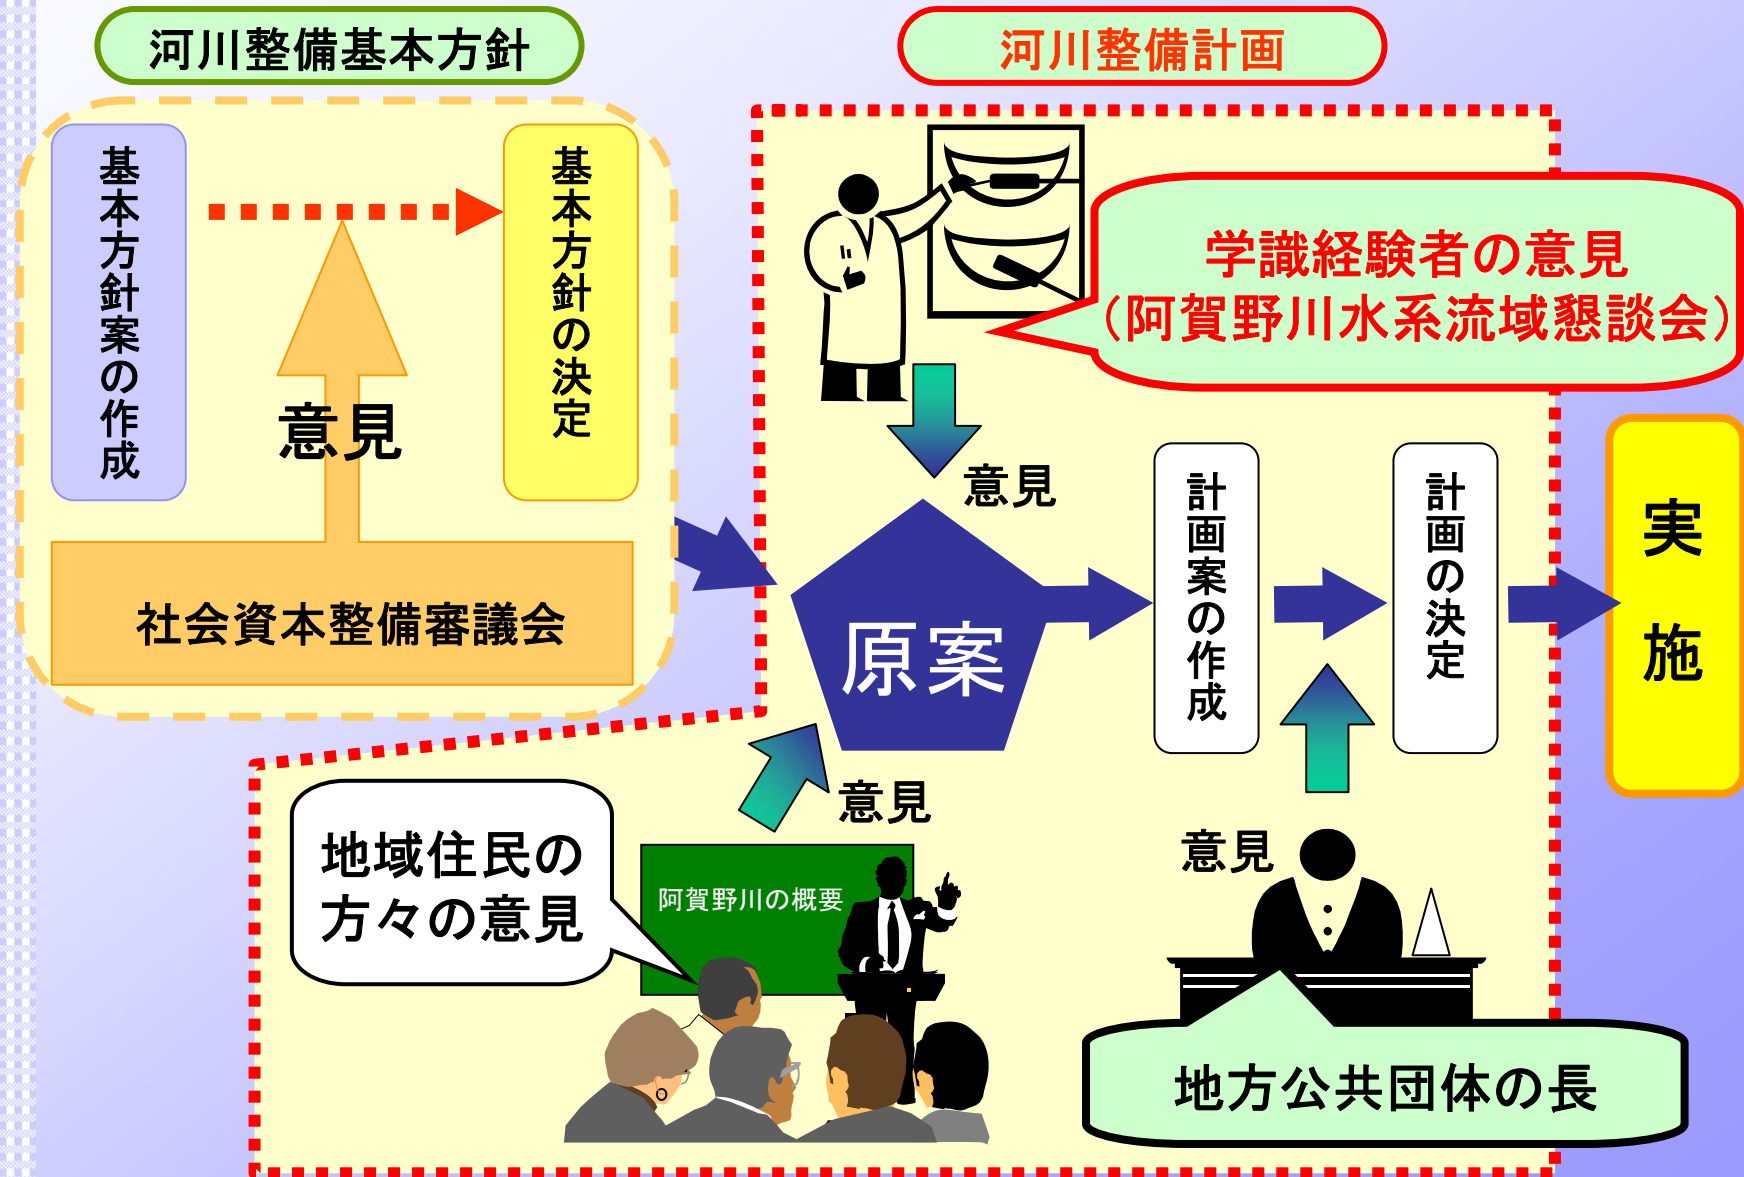 河川整備基本方針
河川整備計画
基本方針案の作成
基本方針の決定
意見
社会資本整備審議会
学識経験者の意見
（阿賀野川水系流域懇談会）
意見
原案
計画案の作成
計画の決定
実施
意見
地域住民の
方々の意見
阿賀野川の概要
意見
地方公共団体の長